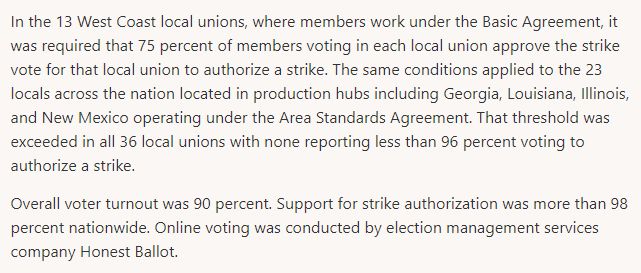 In the 13 West Coast local unions, where members work under the Basic Agreement, it
was required that 75 percent of members voting in each local union approve the strike
vote for that local union to authorize a strike. The same conditions applied to the 23
locals across the nation located in production hubs including Georgia, Louisiana, Illinois,
and New Mexico operating under the Area Standards Agreement. That threshold was
exceeded in all 36 local unions with none reporting less than 96 percent voting to
authorize a strike.
Overall voter turnout was 90 percent. Support for strike authorization was more than 98
percent nationwide. Online voting was conducted by election management services
company Honest Ballot.